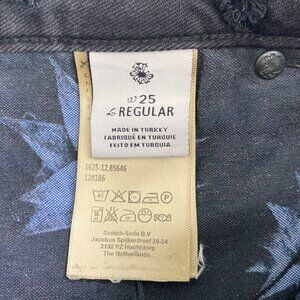 W 25
L REGULAR
MADE IN TURKEY
FABRIQUÉ EN TURQUIE
FEITO EM TURQUIA
1625-12.85646
128186
Scotch-Soda B.V
Jacobus Spijkerdreef 20-24
2132 PZ Hoofddorp
The Netherlands